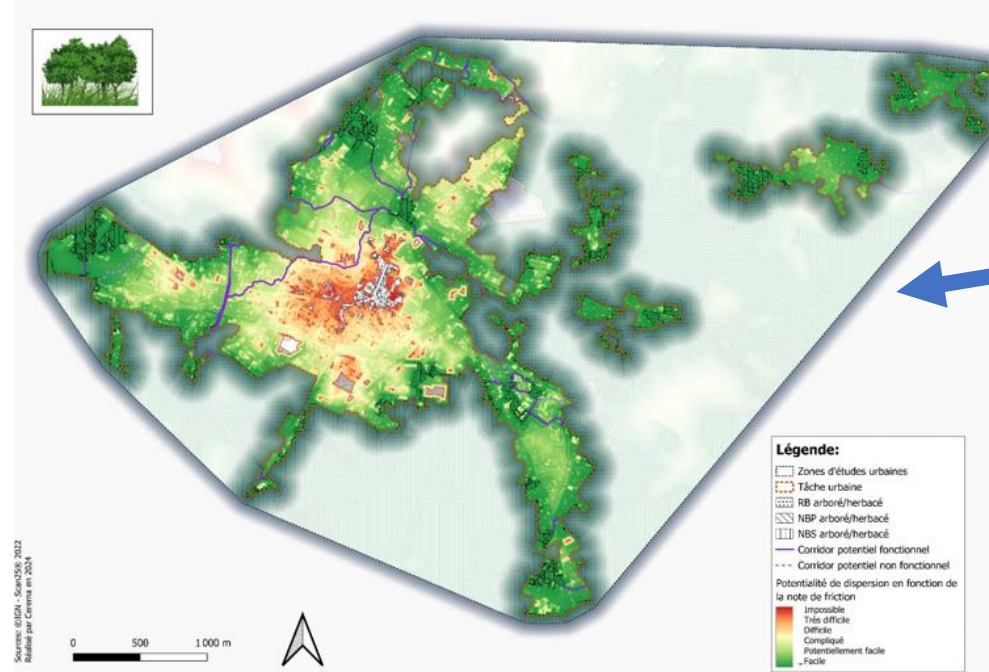 Légende:
Zones d'études urbaines
Tâche urbaine
RB arboré/herbacé
NBP arboré/herbacé
NBS arboré/herbacé
Corridor potentiel fonctionnel
Corridor potentiel non fonctionnel
Potentialité de dispersion en fonction de
la note de friction
Impossible
Très difficile
Difficile
Compliqué
Potentiellement facile
Facile
Sources: ©IGN - Scan25® 2022
Réalisé par Cerema en 2024
0 500 1 000 m